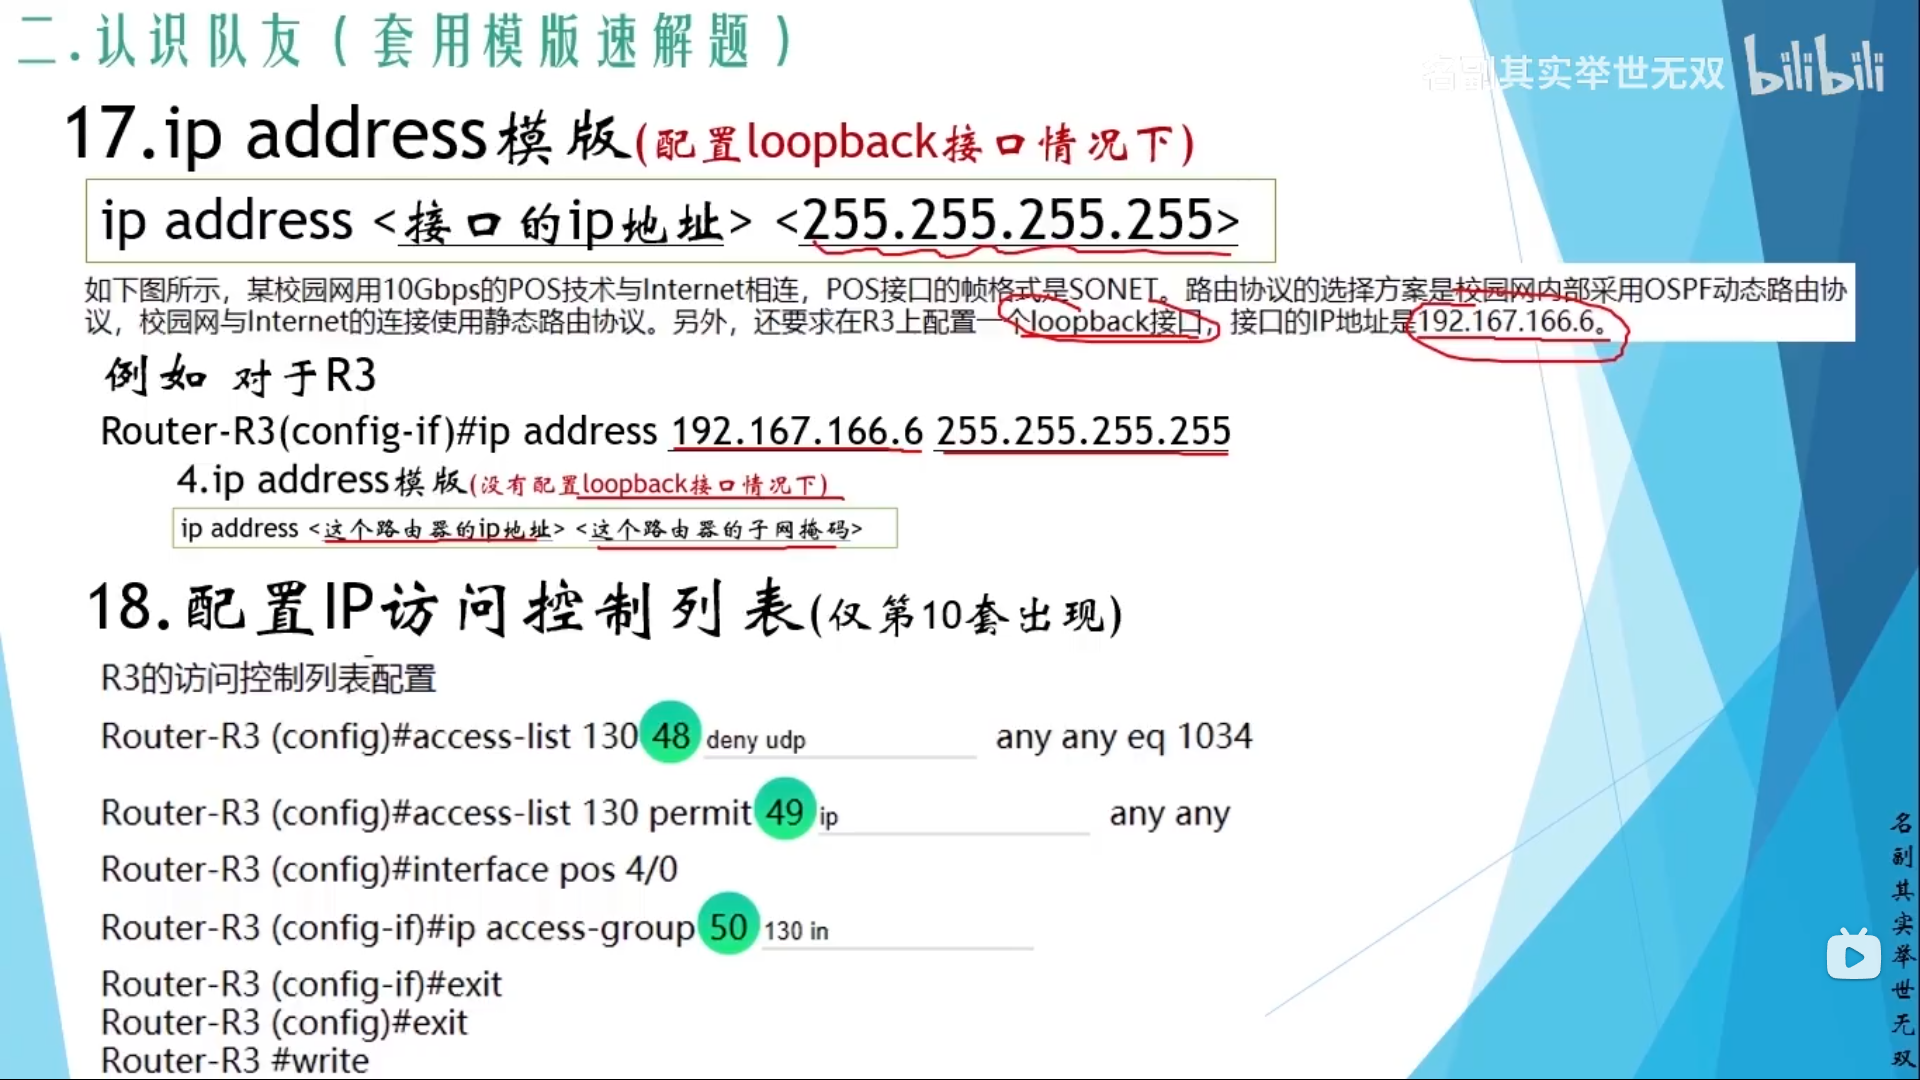 二.认识队友(套用模版速解题)
名副其实举世无双 bilibili
17.ip address模版(配置loopback接口情况下)
ip address <接口的ip地址> <255.255.255.255>
如下图所示，某校园网用10Gbps的POS技术与Internet相连，POS接口的帧格式是SONET。路由协议的选择方案是校园网内部采用OSPF动态路由协
议，校园网与Internet的连接使用静态路由协议。另外，还要求在R3上配置一个loopback接口，接口的IP地址是192.167.166.6。
例如 对于R3
Router-R3(config-if)#ip address 192.167.166.6 255.255.255.255
4.ip address模版(没有配置loopback接口情况下)
ip address <这个路由器的ip地址> <这个路由器的子网掩码>
18.配置IP访问控制列表(仅第10套出现)
R3的访问控制列表配置
Router-R3 (config)#access-list 130 48 deny udp any any eq 1034
Router-R3 (config)#access-list 130 permit 49 ip any any
Router-R3 (config)#interface pos 4/0
Router-R3 (config-if)#ip access-group 50 130 in
Router-R3 (config-if)#exit
Router-R3 (config)#exit
Router-R3 #write
名副其实举世无双